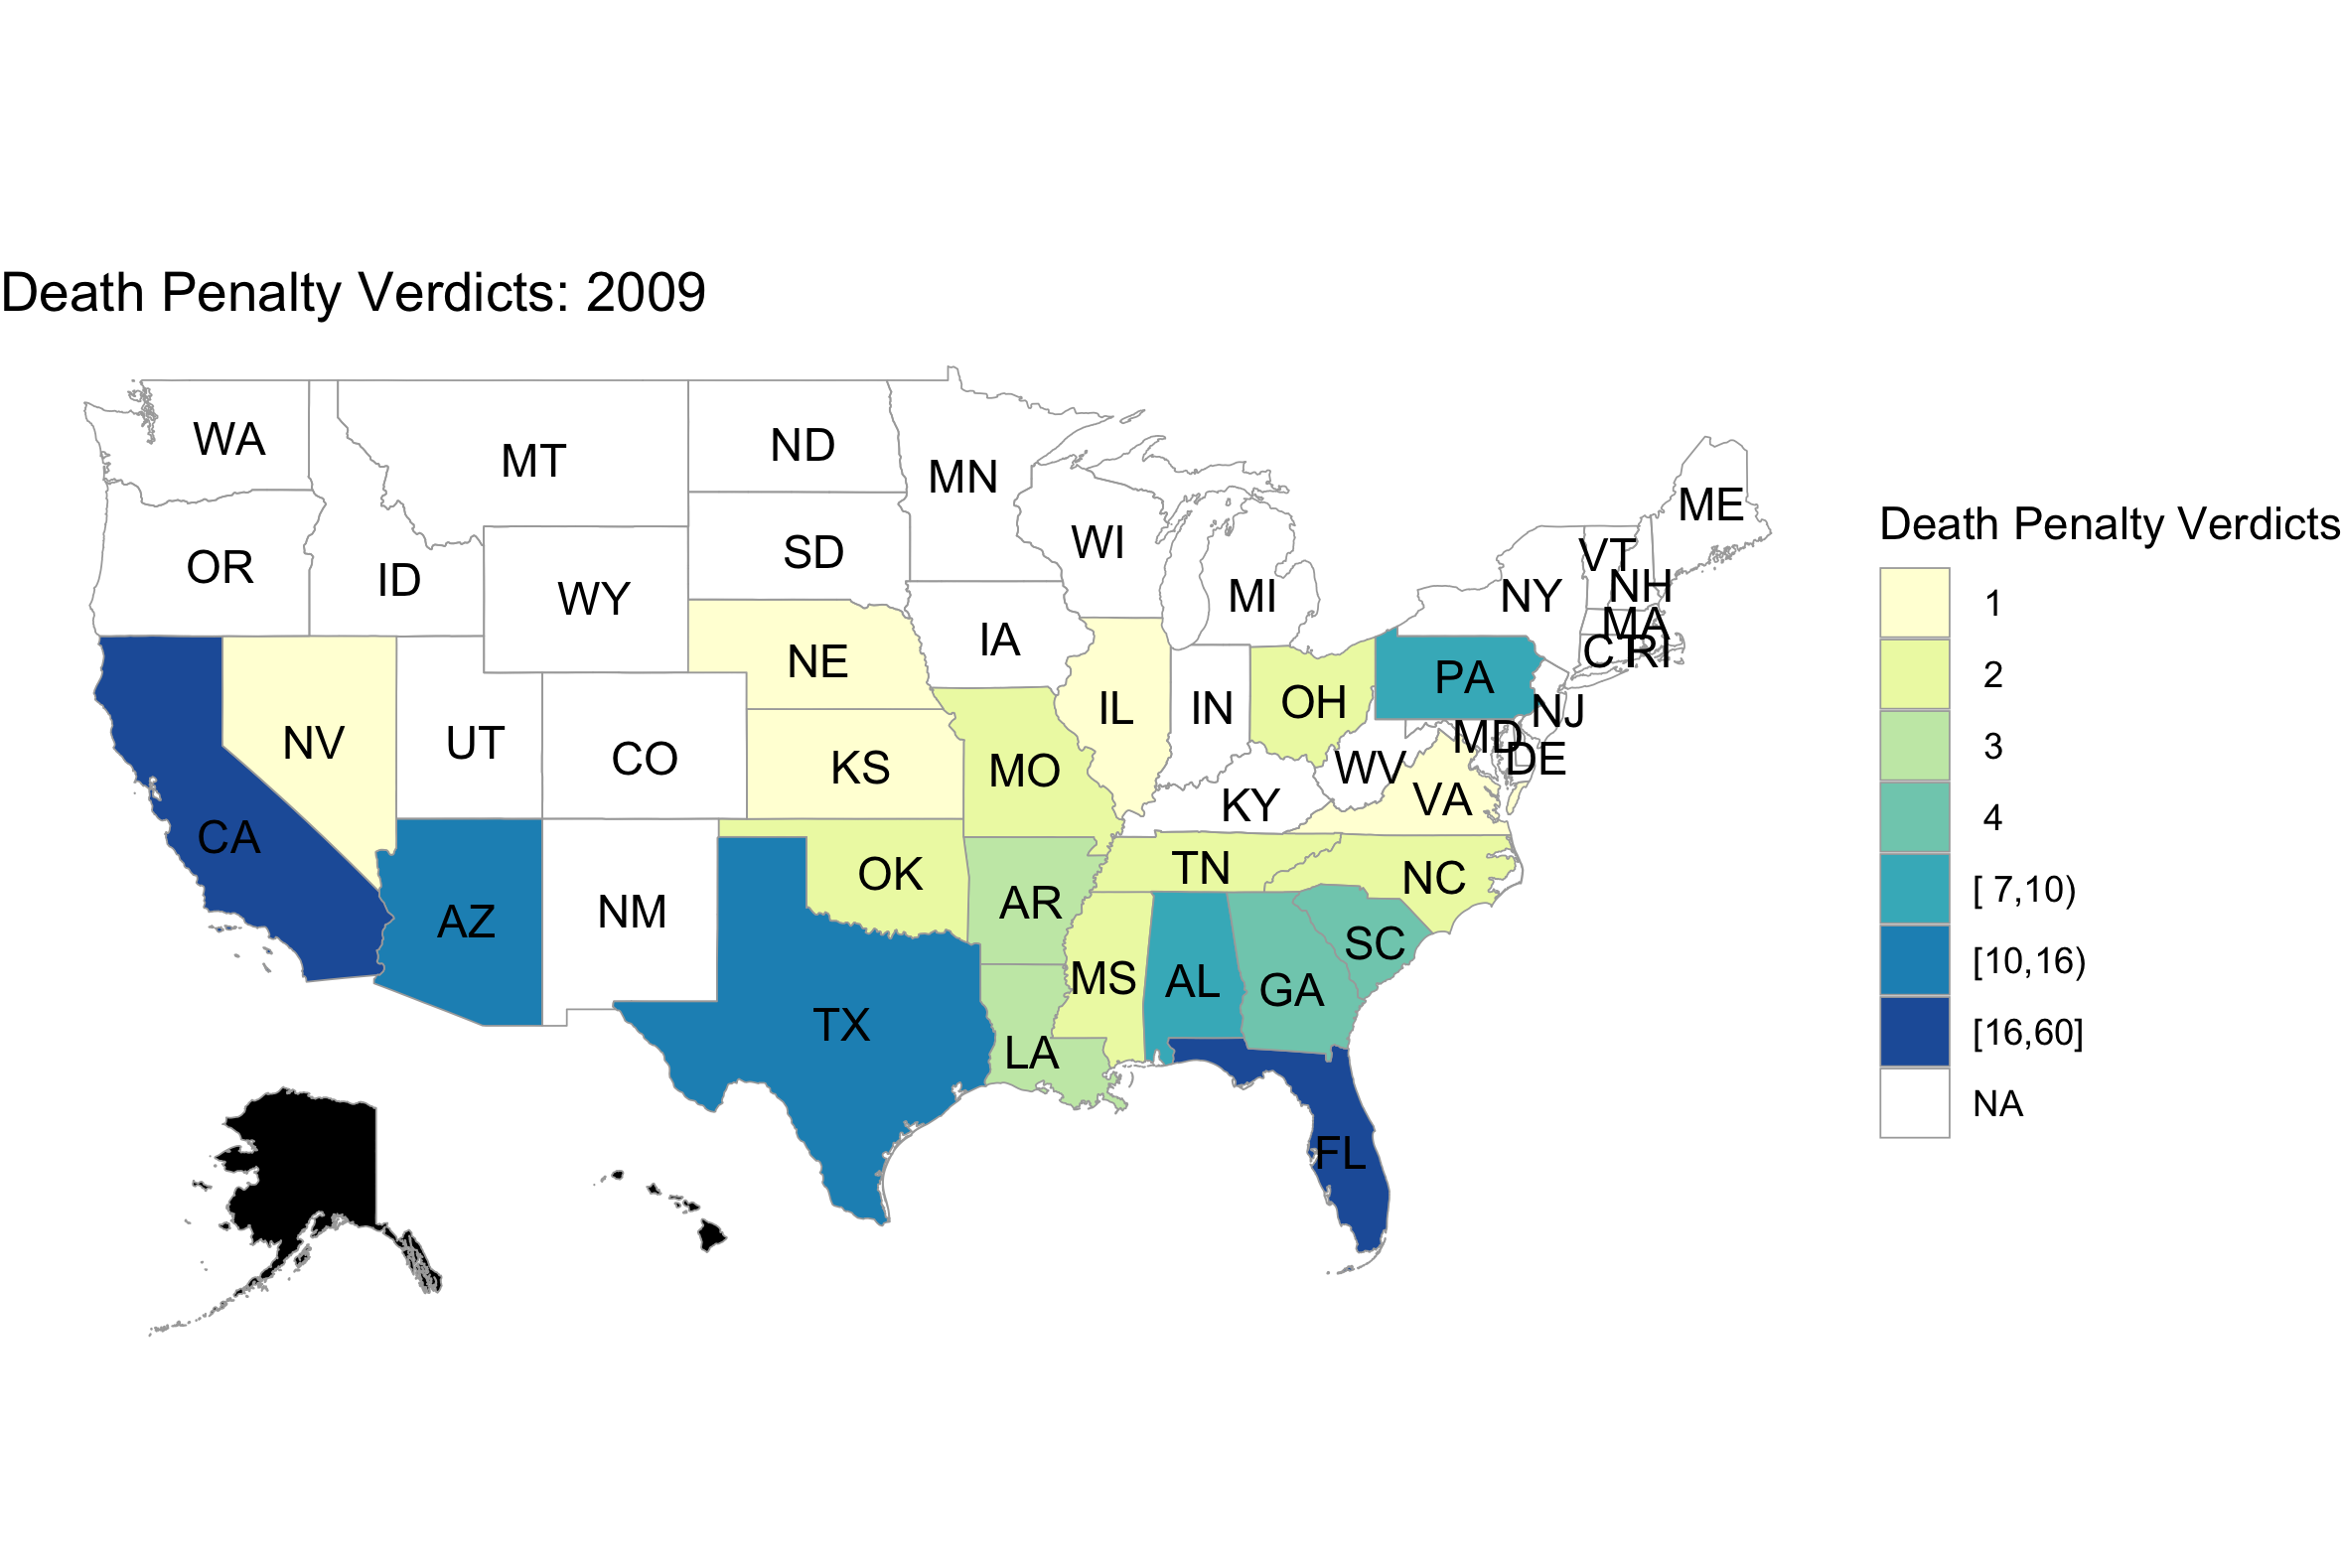 Death Penalty Verdicts: 2009
WA
MT
ND
MN
ME
OR
ID
WY
SD
WI
MI
NY
VT
NH
MA
CT
RI
NE
IA
NV
UT
CO
KS
MO
IL
IN
OH
PA
NJ
MD
DE
WV
VA
KY
CA
AZ
NM
OK
AR
TN
NC
SC
MS
AL
GA
TX
LA
FL
Death Penalty Verdicts
1
2
3
4
[ 7,10)
[10,16)
[16,60]
NA